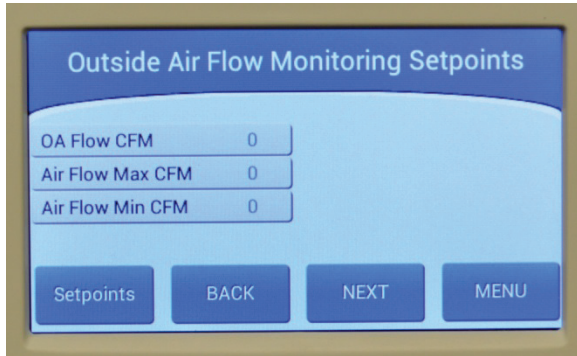 Outside Air Flow Monitoring Setpoints
OA Flow CFM 0
Air Flow Max CFM 0
Air Flow Min CFM 0
Setpoints BACK NEXT MENU